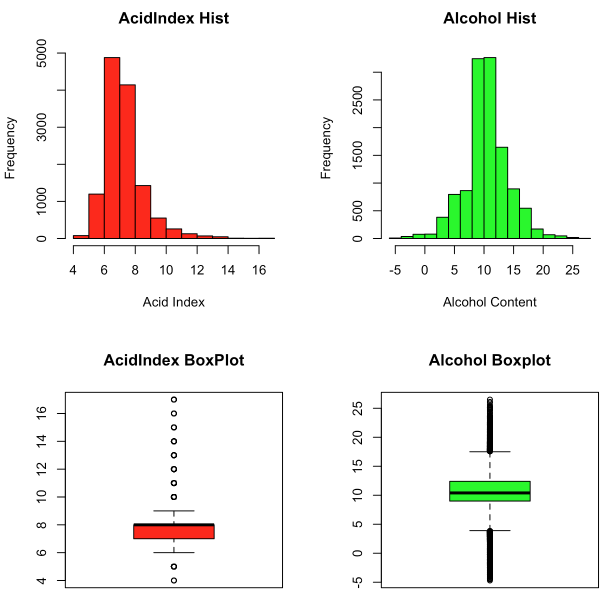 AcidIndex Hist
Frequency
5000
3000
1000
0
4 6 8 10 12 14 16
Acid Index
Alcohol Hist
Frequency
2500
1500
500
0
-5 0 5 10 15 20 25
Alcohol Content
AcidIndex BoxPlot
16
14
12
10
8
6
4
Alcohol Boxplot
25
20
15
10
5
0
-5